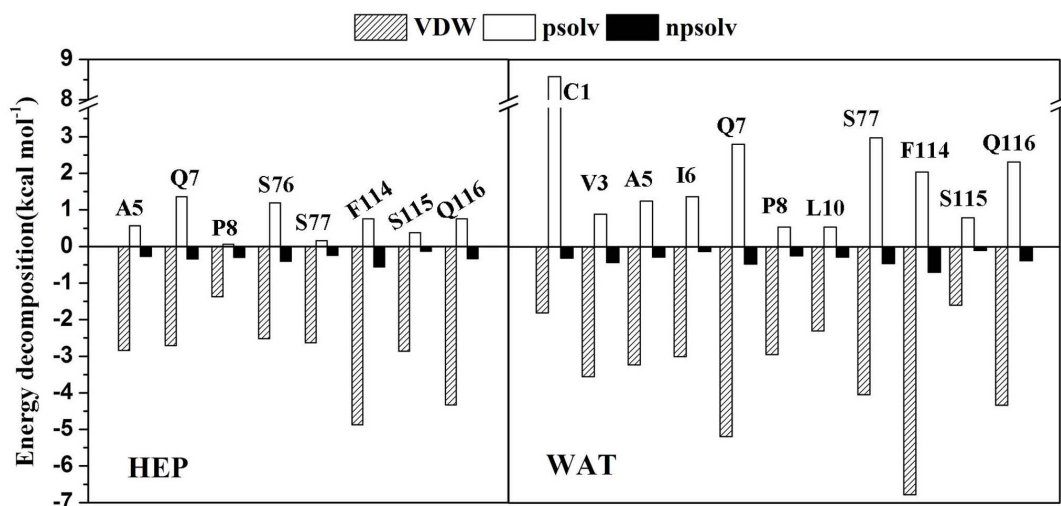 VDW psolv npsolv
Energy decomposition(kcal mol⁻¹)
9
8
3
2
1
0
-1
-2
-3
-4
-5
-6
-7
A5 Q7 P8 S76 S77 F114 S115 Q116
HEP
C1 V3 A5 I6 Q7 P8 L10 S77 F114 S115 Q116
WAT